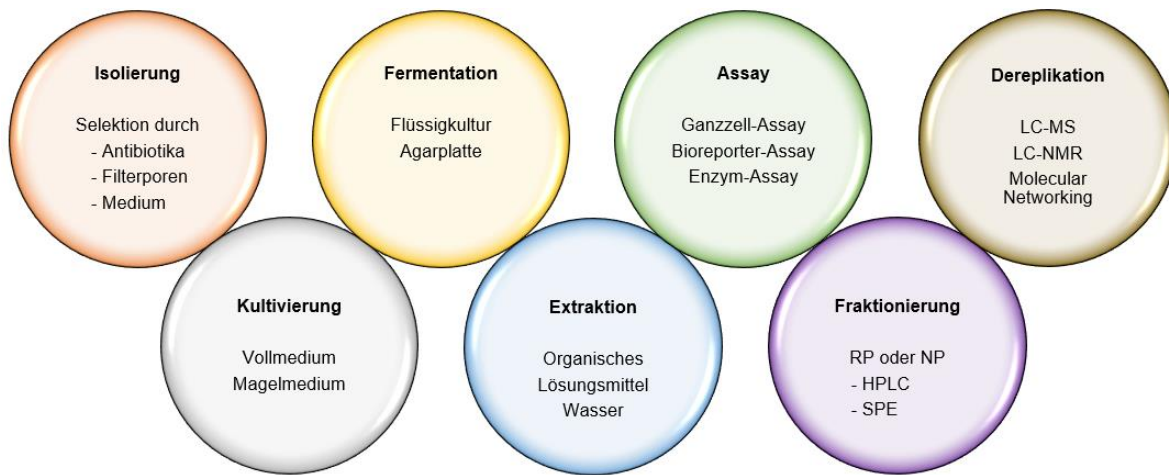 Isolierung
Selektion durch
- Antibiotika
- Filterporen
- Medium
Kultivierung
Vollmedium
Magelmedium
Fermentation
Flüssigkultur
Agarplatte
Extraktion
Organisches
Lösungsmittel
Wasser
Assay
Ganzzell-Assay
Bioreporter-Assay
Enzym-Assay
Fraktionierung
RP oder NP
- HPLC
- SPE
Dereplikation
LC-MS
LC-NMR
Molecular
Networking